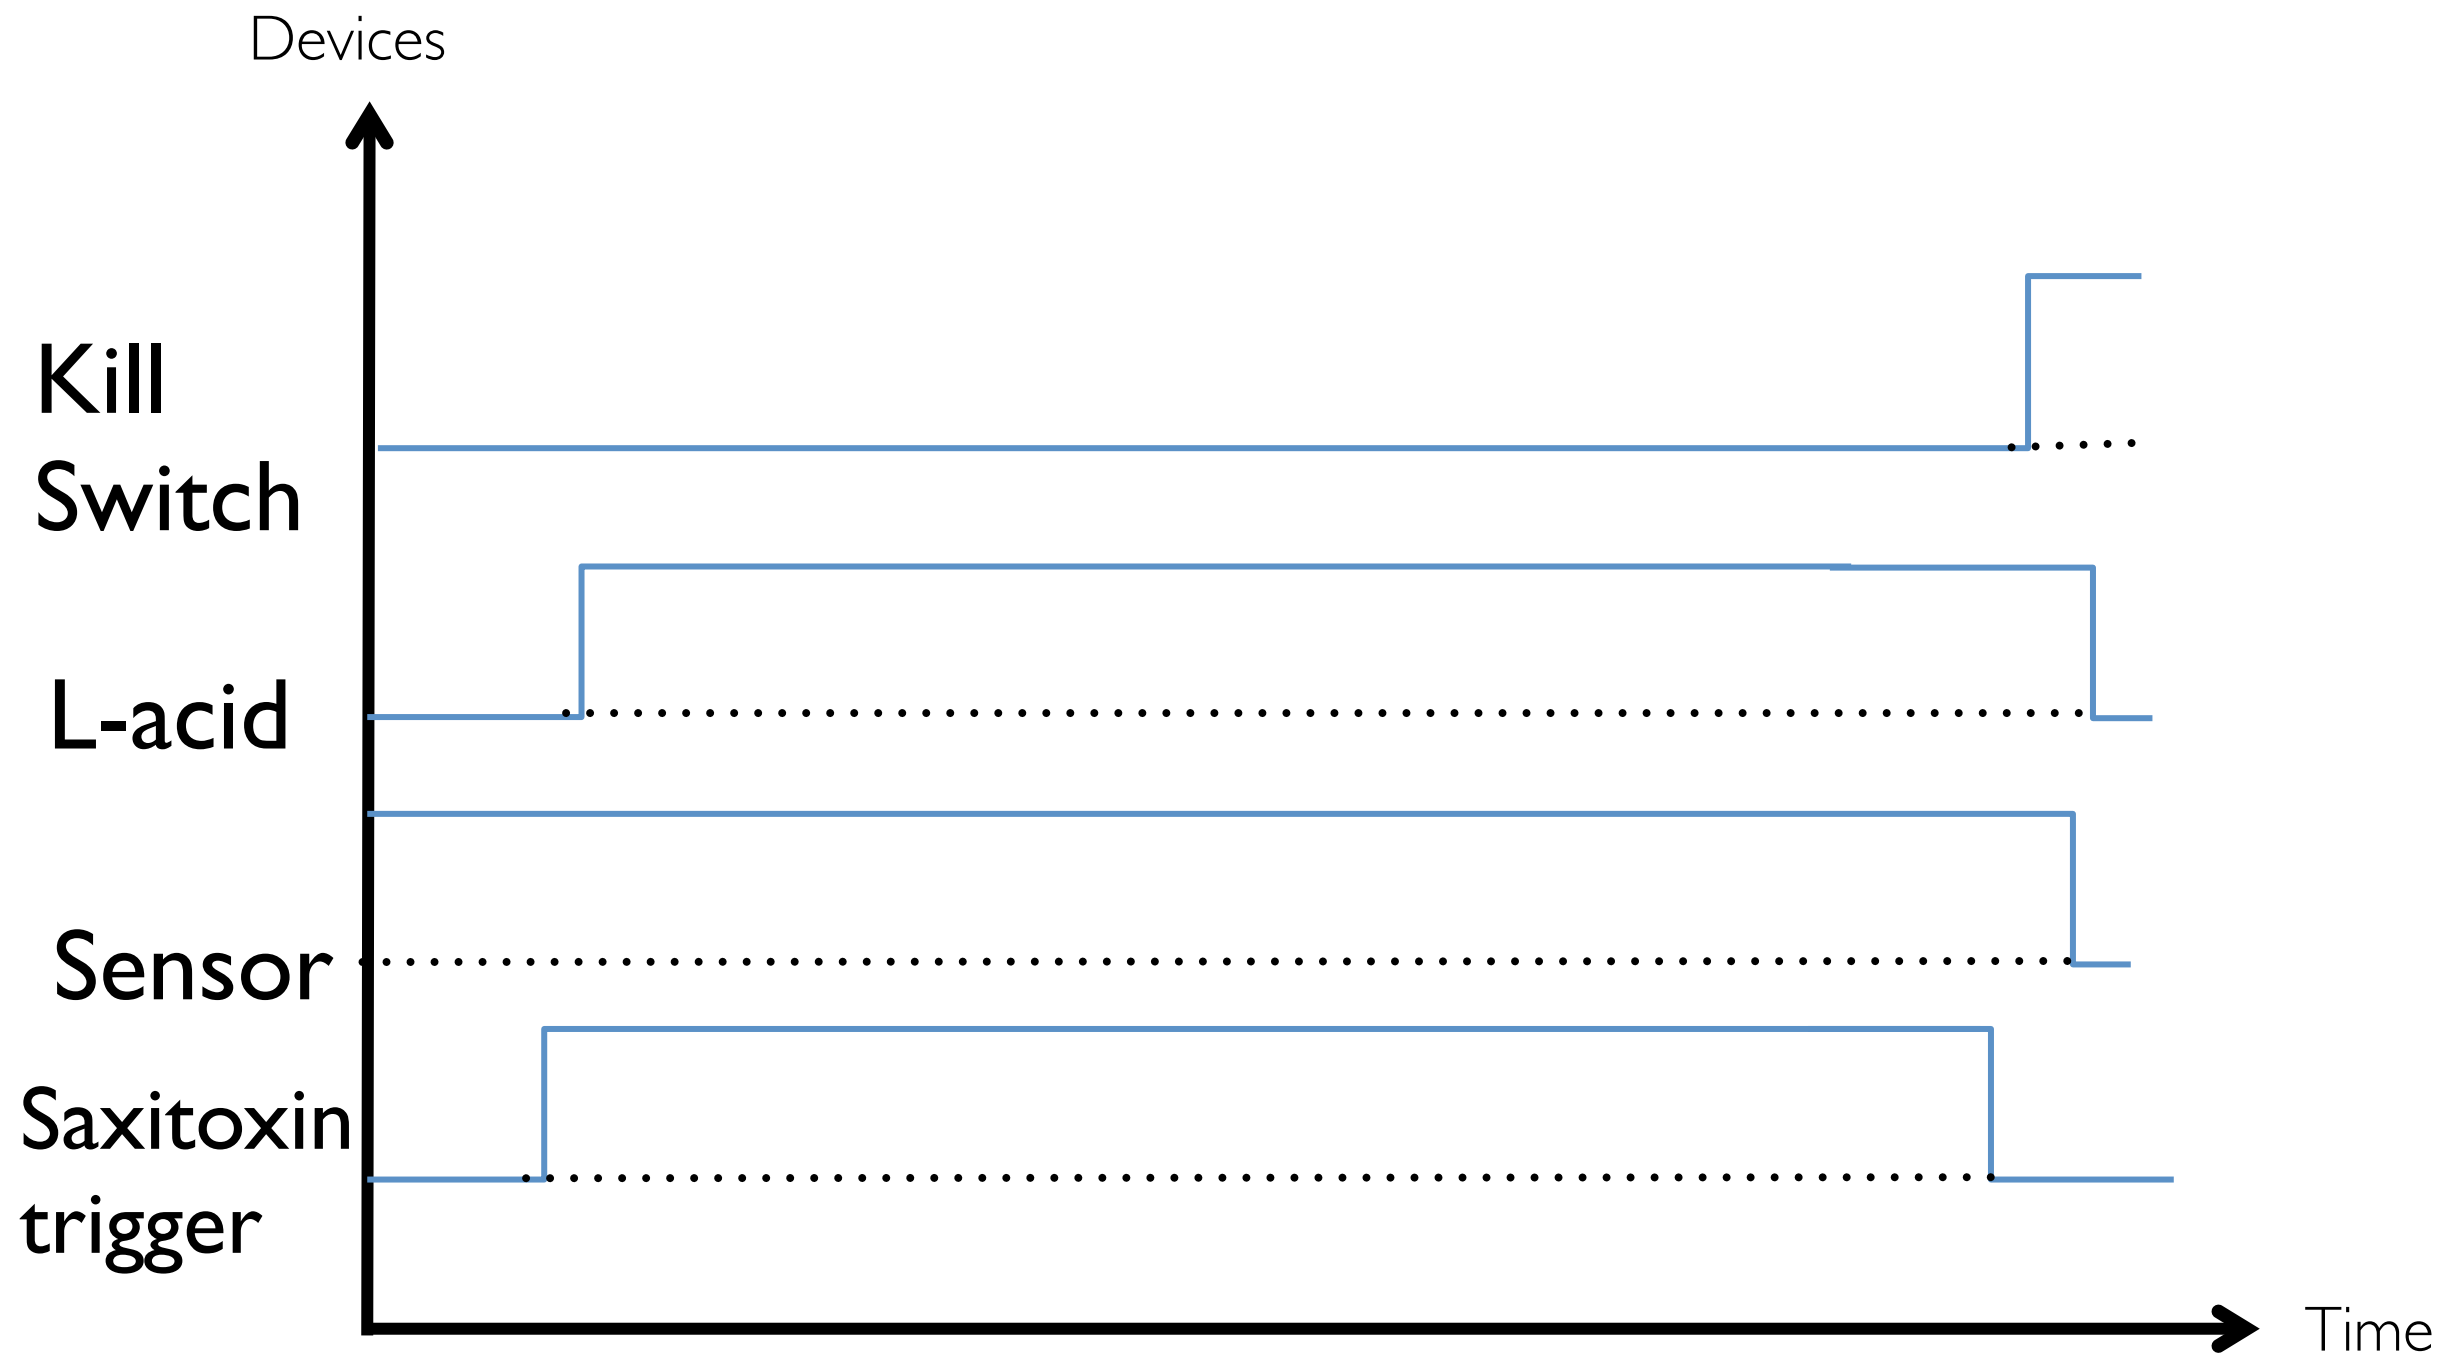 Devices
Kill
Switch
L-acid
Sensor
Saxitoxin
trigger
Time